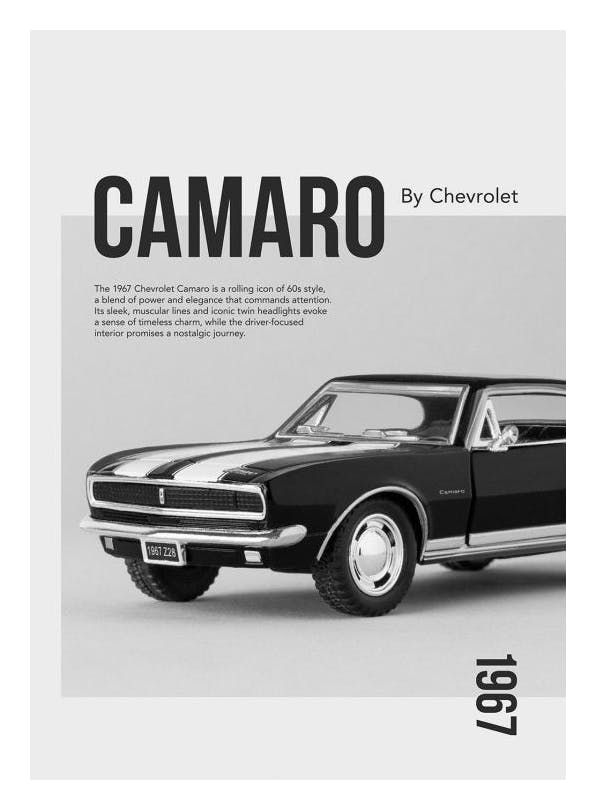 CAMARO
By Chevrolet
The 1967 Chevrolet Camaro is a rolling icon of 60s style,
a blend of power and elegance that commands attention.
Its sleek, muscular lines and iconic twin headlights evoke
a sense of timeless charm, while the driver-focused
interior promises a nostalgic journey.
Camaro
1967 Z28
1967